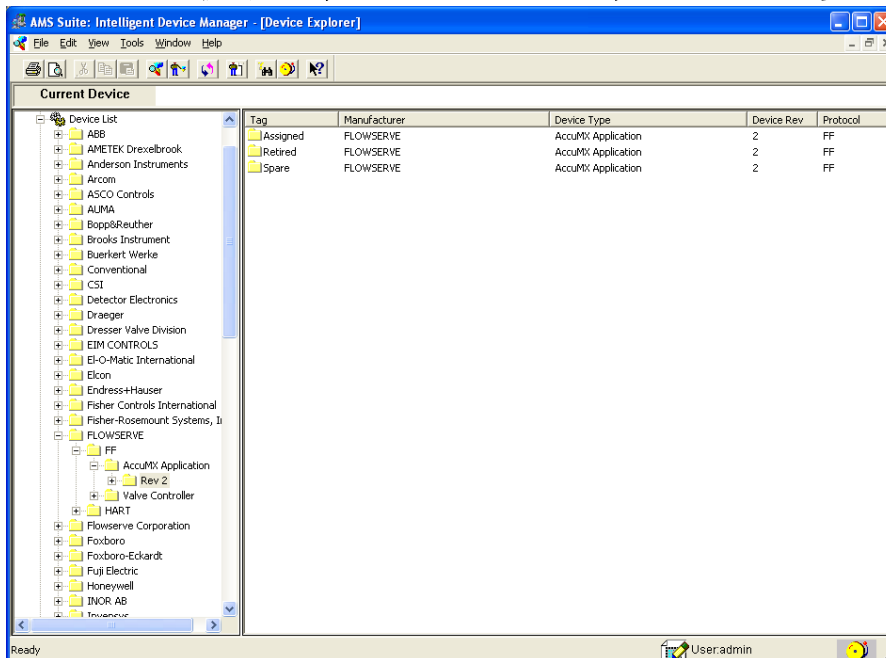 AMS Suite: Intelligent Device Manager - [Device Explorer]
File Edit View Tools Window Help
Current Device
Device List
ABB
AMETEK Drexelbrook
Anderson Instruments
Arcom
ASCO Controls
AUMA
Bopp&Reuther
Brooks Instrument
Buerkert Werke
Conventional
CSI
Detector Electronics
Draeger
Dresser Valve Division
EIM CONTROLS
El-O-Matic International
Elcon
Endress+Hauser
Fisher Controls International
Fisher-Rosemount Systems,
FLOWSERVE
FF
AccuMX Application
Rev 2
Valve Controller
HART
Flowserve Corporation
Foxboro
Foxboro-Eckardt
Fuji Electric
Honeywell
INOR AB
Invensys
Tag Manufacturer Device Type Device Rev Protocol
Assigned FLOWSERVE AccuMX Application 2 FF
Retired FLOWSERVE AccuMX Application 2 FF
Spare FLOWSERVE AccuMX Application 2 FF
Ready
User:admin